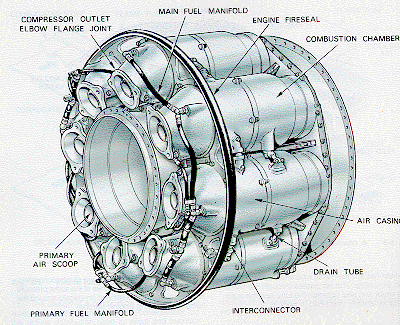 MAIN FUEL MANIFOLD
COMPRESSOR OUTLET
ELBOW FLANGE JOINT
ENGINE FIRESEAL
COMBUSTION CHAMBER
AIR CASING
PRIMARY
AIR SCOOP
DRAIN TUBE
INTERCONNECTOR
PRIMARY FUEL MANIFOLD